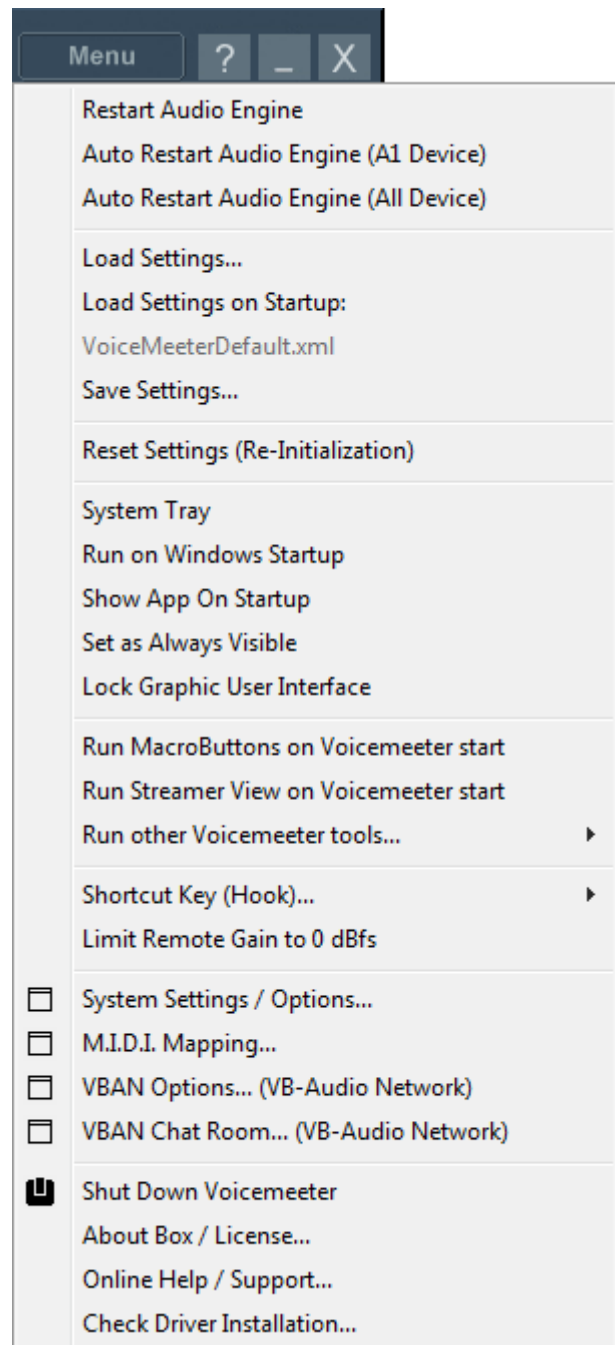 Menu ? _ X
Restart Audio Engine
Auto Restart Audio Engine (A1 Device)
Auto Restart Audio Engine (All Device)
Load Settings...
Load Settings on Startup:
VoiceMeeterDefault.xml
Save Settings...
Reset Settings (Re-Initialization)
System Tray
Run on Windows Startup
Show App On Startup
Set as Always Visible
Lock Graphic User Interface
Run MacroButtons on Voicemeeter start
Run Streamer View on Voicemeeter start
Run other Voicemeeter tools...
Shortcut Key (Hook)...
Limit Remote Gain to 0 dBfs
System Settings / Options...
M.I.D.I. Mapping...
VBAN Options... (VB-Audio Network)
VBAN Chat Room... (VB-Audio Network)
Shut Down Voicemeeter
About Box / License...
Online Help / Support...
Check Driver Installation...